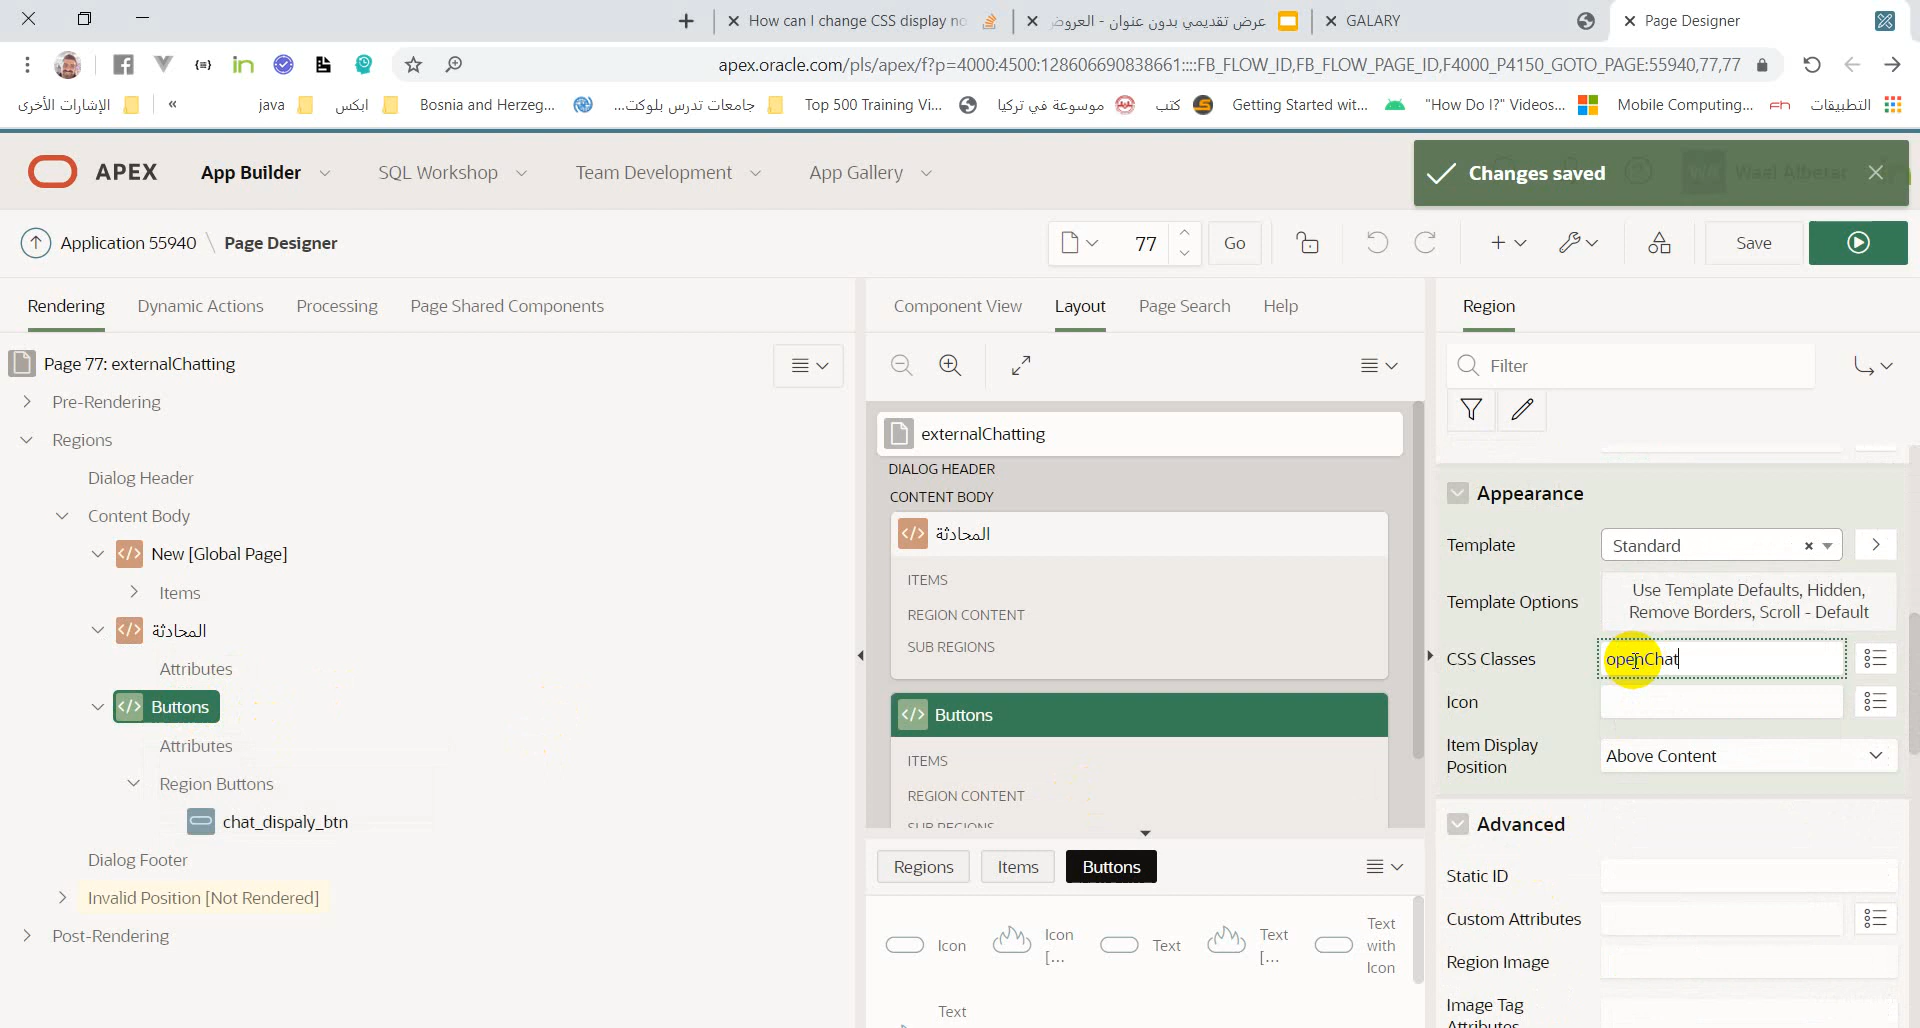 How can I change CSS display no
عرض تقديمي بدون عنوان - العروض
GALARY
Page Designer
apex.oracle.com/pls/apex/f?p=4000:4500:128606690838661::::FB_FLOW_ID,FB_FLOW_PAGE_ID,F4000_P4150_GOTO_PAGE:55940,77,77
الإشارات الأخرى
«
java
ابكس
Bosnia and Herzeg...
جامعات تدرس بلوكت...
Top 500 Training Vi...
موسوعة في تركيا
كتب
Getting Started wit...
"How Do I?" Videos...
Mobile Computing...
التطبيقات
APEX
App Builder
SQL Workshop
Team Development
App Gallery
Changes saved
Wael Albetar
Application 55940 \ Page Designer
77
Go
Save
Rendering
Dynamic Actions
Processing
Page Shared Components
Page 77: externalChatting
Pre-Rendering
Regions
Dialog Header
Content Body
New [Global Page]
Items
المحادثة
Attributes
Buttons
Attributes
Region Buttons
chat_dispaly_btn
Dialog Footer
Invalid Position [Not Rendered]
Post-Rendering
Component View
Layout
Page Search
Help
externalChatting
DIALOG HEADER
CONTENT BODY
المحادثة
ITEMS
REGION CONTENT
SUB REGIONS
Buttons
ITEMS
REGION CONTENT
SUB REGIONS
Regions
Items
Buttons
Icon
Icon [...
Text
Text [...
Text with Icon
Text
Region
Filter
Appearance
Template
Standard
Template Options
Use Template Defaults, Hidden,
Remove Borders, Scroll - Default
CSS Classes
openChat
Icon
Item Display
Position
Above Content
Advanced
Static ID
Custom Attributes
Region Image
Image Tag
Attributes